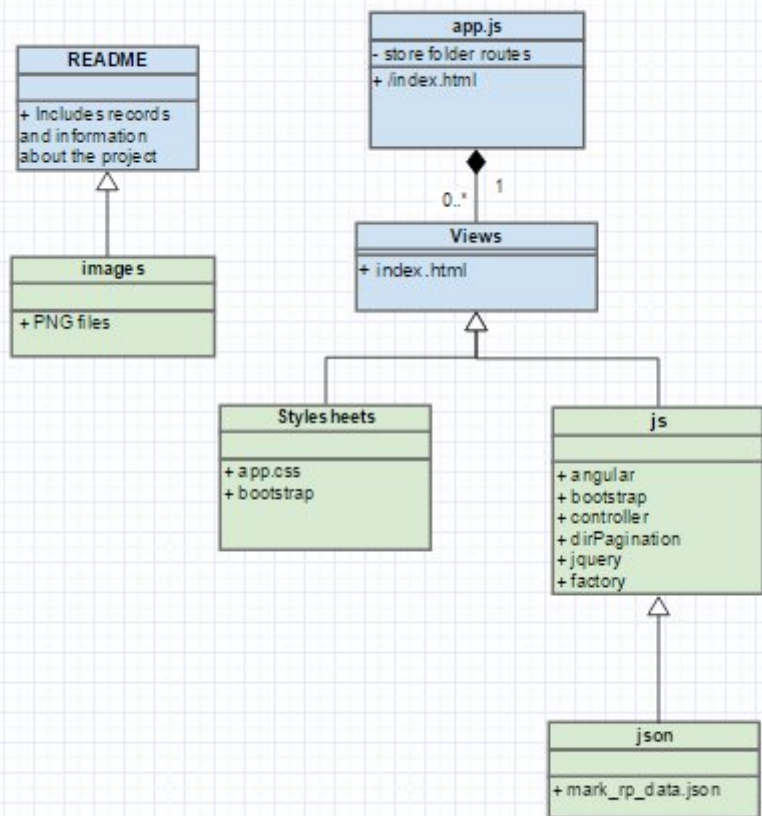 README
+ Includes records
and information
about the project
images
+ PNG files
app.js
- store folder routes
+ /index.html
1
0..*
Views
+ index.html
Stylesheets
+ app.css
+ bootstrap
js
+ angular
+ bootstrap
+ controller
+ dirPagination
+ jquery
+ factory
json
+ mark_rp_data.json